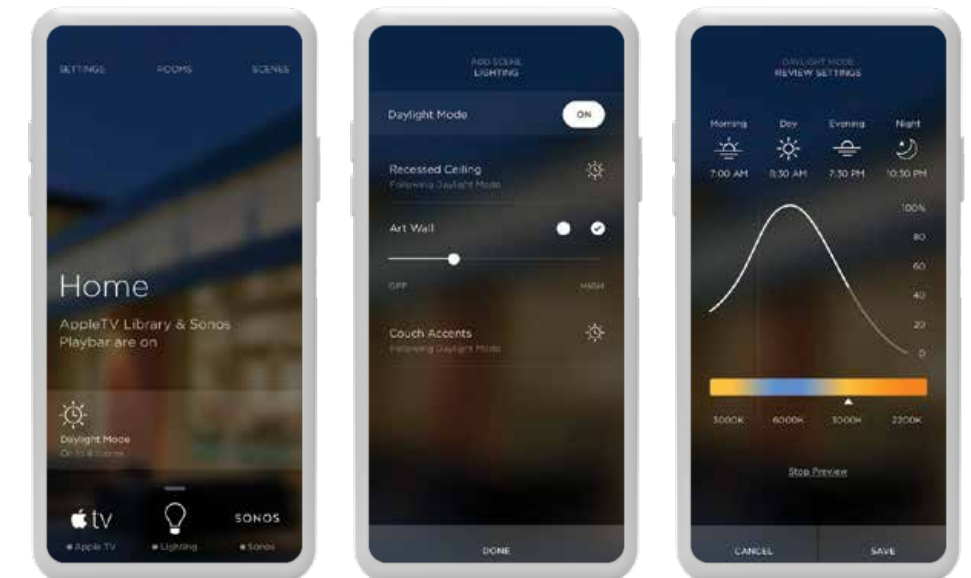 SETTINGS
ROOMS
SCENES
Home
AppleTV Library & Sonos
Playbar are on
Daylight Mode
tv
SONOS
Apple TV
Lighting
Sonos
ADD SCENE
LIGHTING
Daylight Mode
ON
Recessed Ceiling
Following Daylight Mode
Art Wall
OFF
HIGH
Couch Accents
Following Daylight Mode
DONE
DAYLIGHT MODE
REVIEW SETTINGS
Morning
Day
Evening
Night
7:00 AM
8:30 AM
7:30 PM
10:30 PM
100%
80
60
40
20
0
3000K
6000K
3000K
2200K
Stop Preview
CANCEL
SAVE